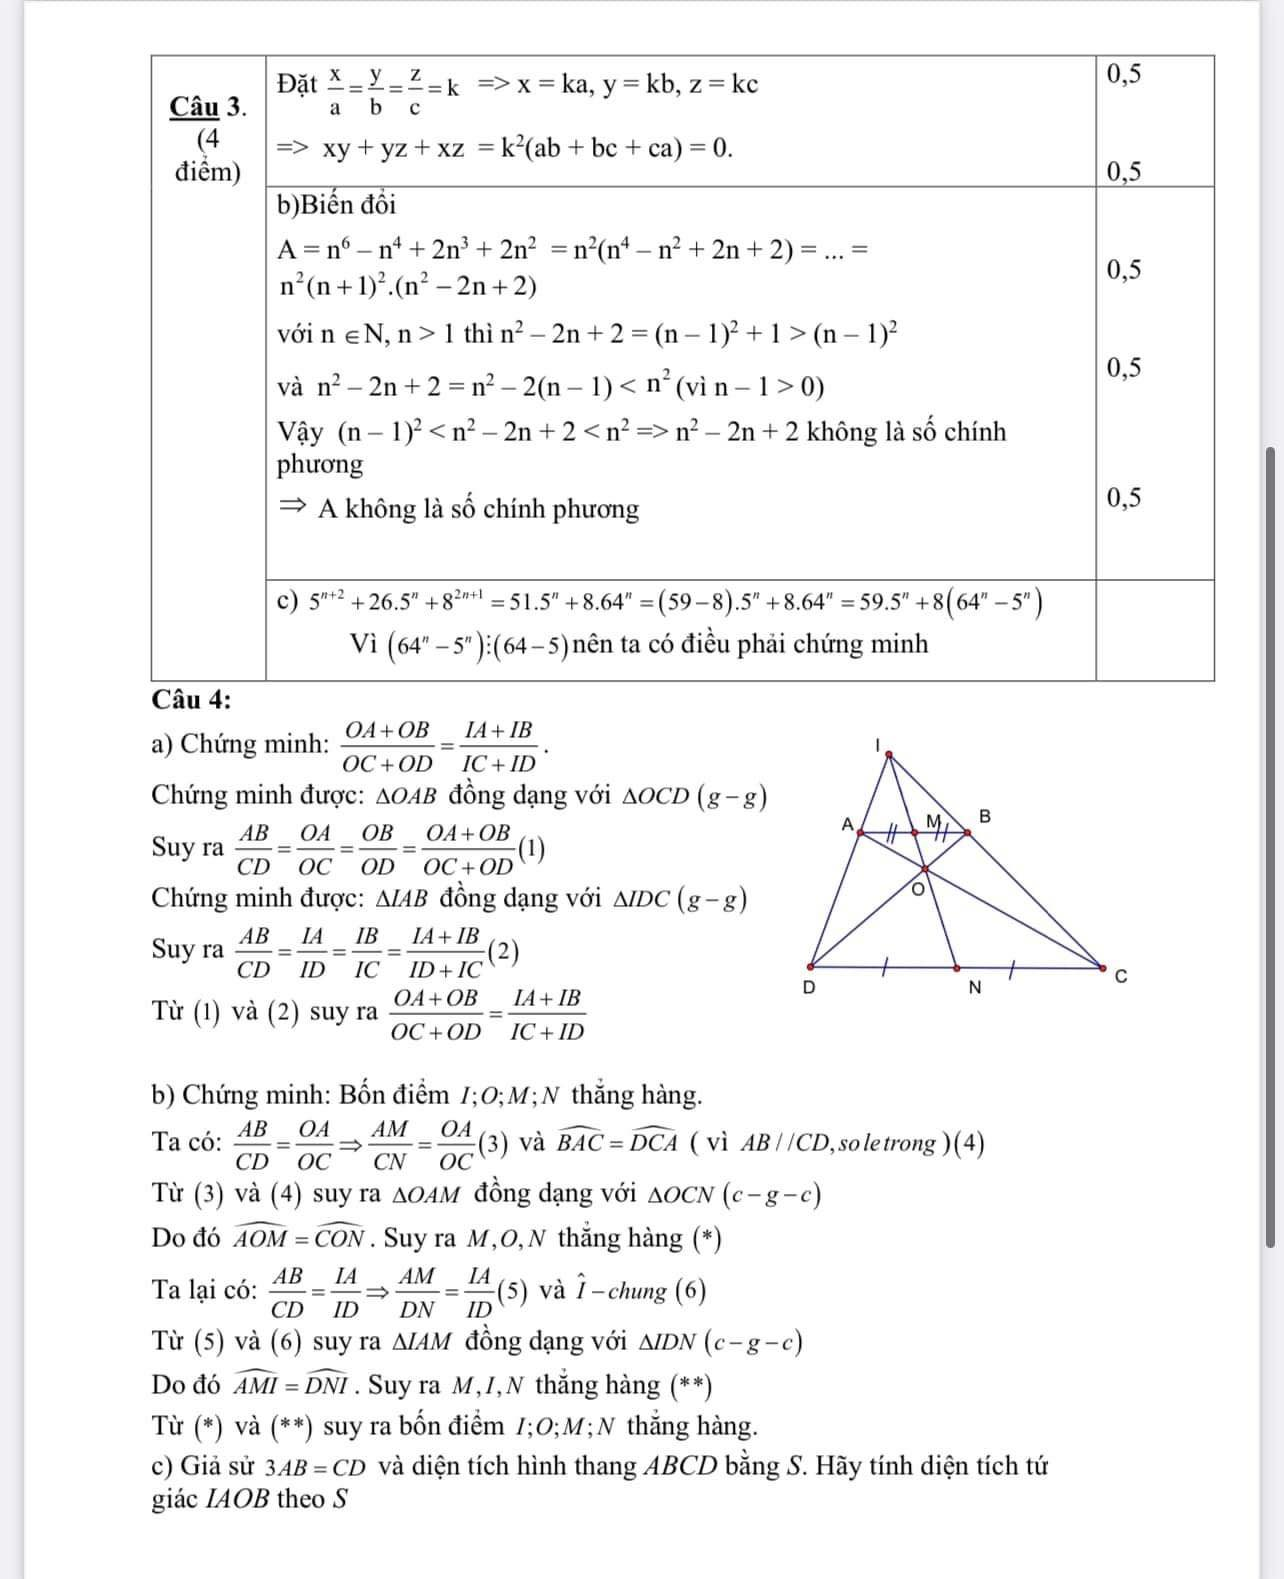 Câu 3.
(4
điểm)
Đặt x/a = y/b = z/c = k => x = ka, y = kb, z = kc
0,5
=> xy + yz + xz = k²(ab + bc + ca) = 0.
0,5
b)Biến đổi
A = n⁶ – n⁴ + 2n³ + 2n² = n²(n⁴ – n² + 2n + 2) = ... =
n²(n + 1)².(n² – 2n + 2)
0,5
với n ∈N, n > 1 thì n² – 2n + 2 = (n – 1)² + 1 > (n – 1)²
và n² – 2n + 2 = n² – 2(n – 1) < n² (vì n – 1 > 0)
0,5
Vậy (n – 1)² < n² – 2n + 2 < n² => n² – 2n + 2 không là số chính
phương
⇒ A không là số chính phương
0,5
c) 5ⁿ⁺² + 26.5ⁿ + 8²ⁿ⁺¹ = 51.5ⁿ + 8.64ⁿ = (59 – 8).5ⁿ + 8.64ⁿ = 59.5ⁿ + 8(64ⁿ – 5ⁿ)
Vì (64ⁿ – 5ⁿ)⋮(64 – 5) nên ta có điều phải chứng minh
Câu 4:
a) Chứng minh: (OA + OB)/(OC + OD) = (IA + IB)/(IC + ID).
Chứng minh được: ΔOAB đồng dạng với ΔOCD (g – g)
Suy ra AB/CD = OA/OC = OB/OD = (OA + OB)/(OC + OD) (1)
Chứng minh được: ΔIAB đồng dạng với ΔIDC (g – g)
Suy ra AB/CD = IA/ID = IB/IC = (IA + IB)/(ID + IC) (2)
Từ (1) và (2) suy ra (OA + OB)/(OC + OD) = (IA + IB)/(IC + ID)
I
A
M
B
O
D
N
C
b) Chứng minh: Bốn điểm I;O;M;N thẳng hàng.
Ta có: AB/CD = OA/OC ⇒ AM/CN = OA/OC (3) và B͡AC = D͡CA ( vì AB//CD, so le trong )(4)
Từ (3) và (4) suy ra ΔOAM đồng dạng với ΔOCN (c – g – c)
Do đó A͡OM = C͡ON. Suy ra M,O,N thẳng hàng (*)
Ta lại có: AB/CD = IA/ID ⇒ AM/DN = IA/ID (5) và Î – chung (6)
Từ (5) và (6) suy ra ΔIAM đồng dạng với ΔIDN (c – g – c)
Do đó A͡MI = D͡NI. Suy ra M,I,N thẳng hàng (**)
Từ (*) và (**) suy ra bốn điểm I;O;M;N thẳng hàng.
c) Giả sử 3AB = CD và diện tích hình thang ABCD bằng S. Hãy tính diện tích tứ
giác IAOB theo S